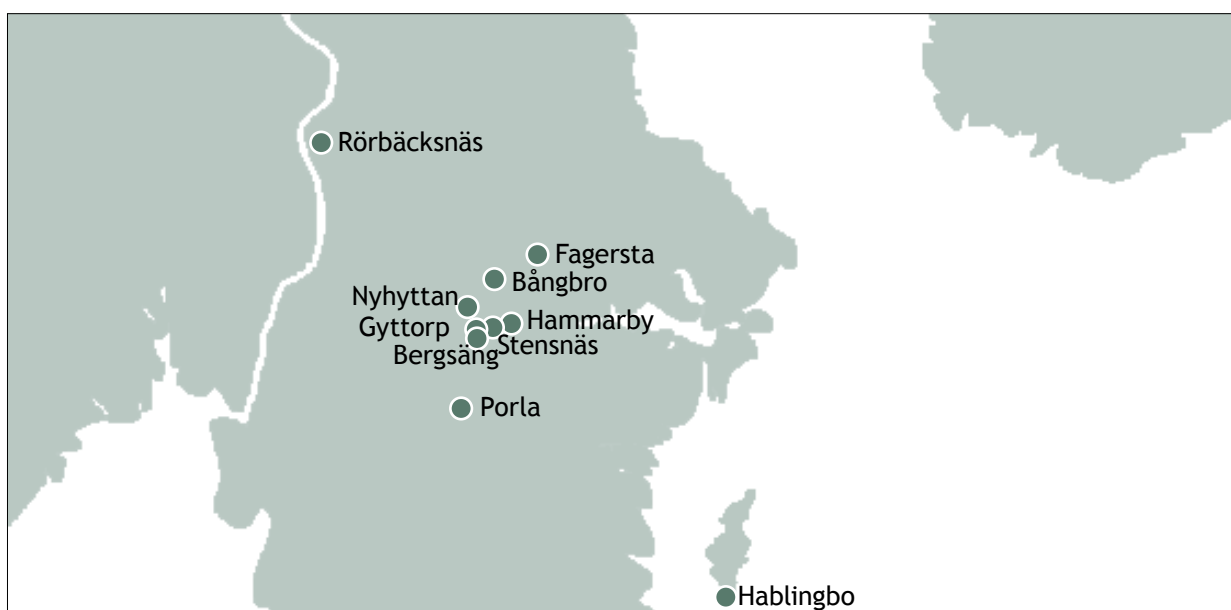 Rörbäcksnäs
Fagersta
Bångbro
Nyhyttan
Hammarby
Gyttorp
Stensnäs
Bergsäng
Porla
Hablingbo